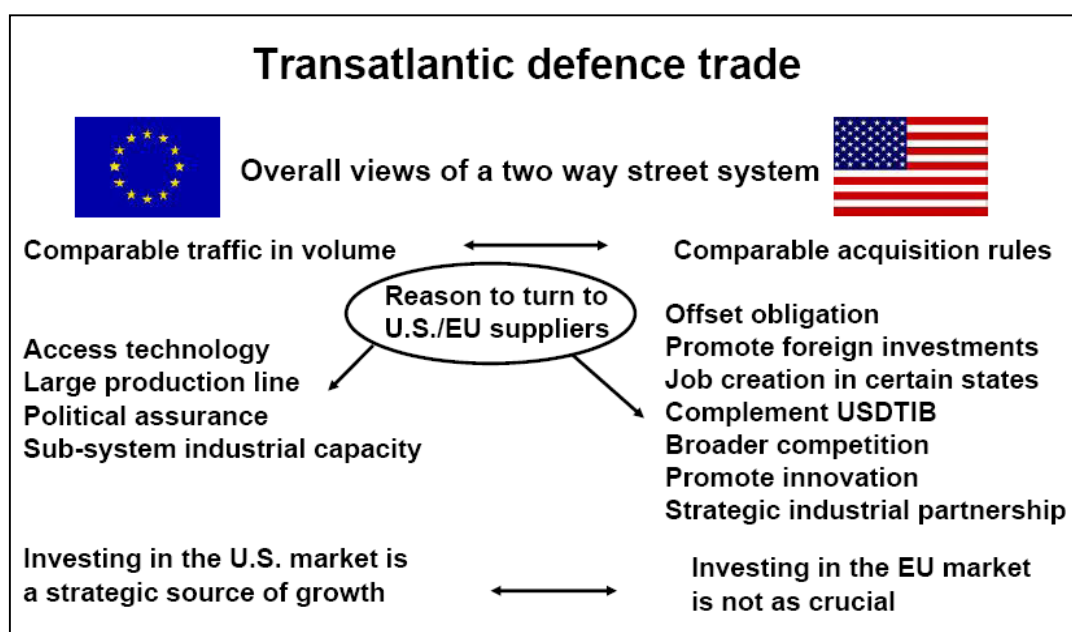 Transatlantic defence trade
Overall views of a two way street system
Comparable traffic in volume
Comparable acquisition rules
Reason to turn to
U.S./EU suppliers
Access technology
Large production line
Political assurance
Sub-system industrial capacity
Offset obligation
Promote foreign investments
Job creation in certain states
Complement USDTIB
Broader competition
Promote innovation
Strategic industrial partnership
Investing in the U.S. market is
a strategic source of growth
Investing in the EU market
is not as crucial